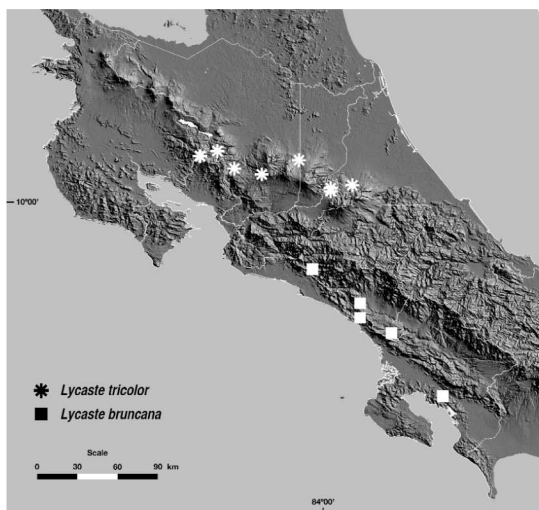 10°00'
Lycaste tricolor
Lycaste bruncana
Scale
0 30 60 90 km
84°00'